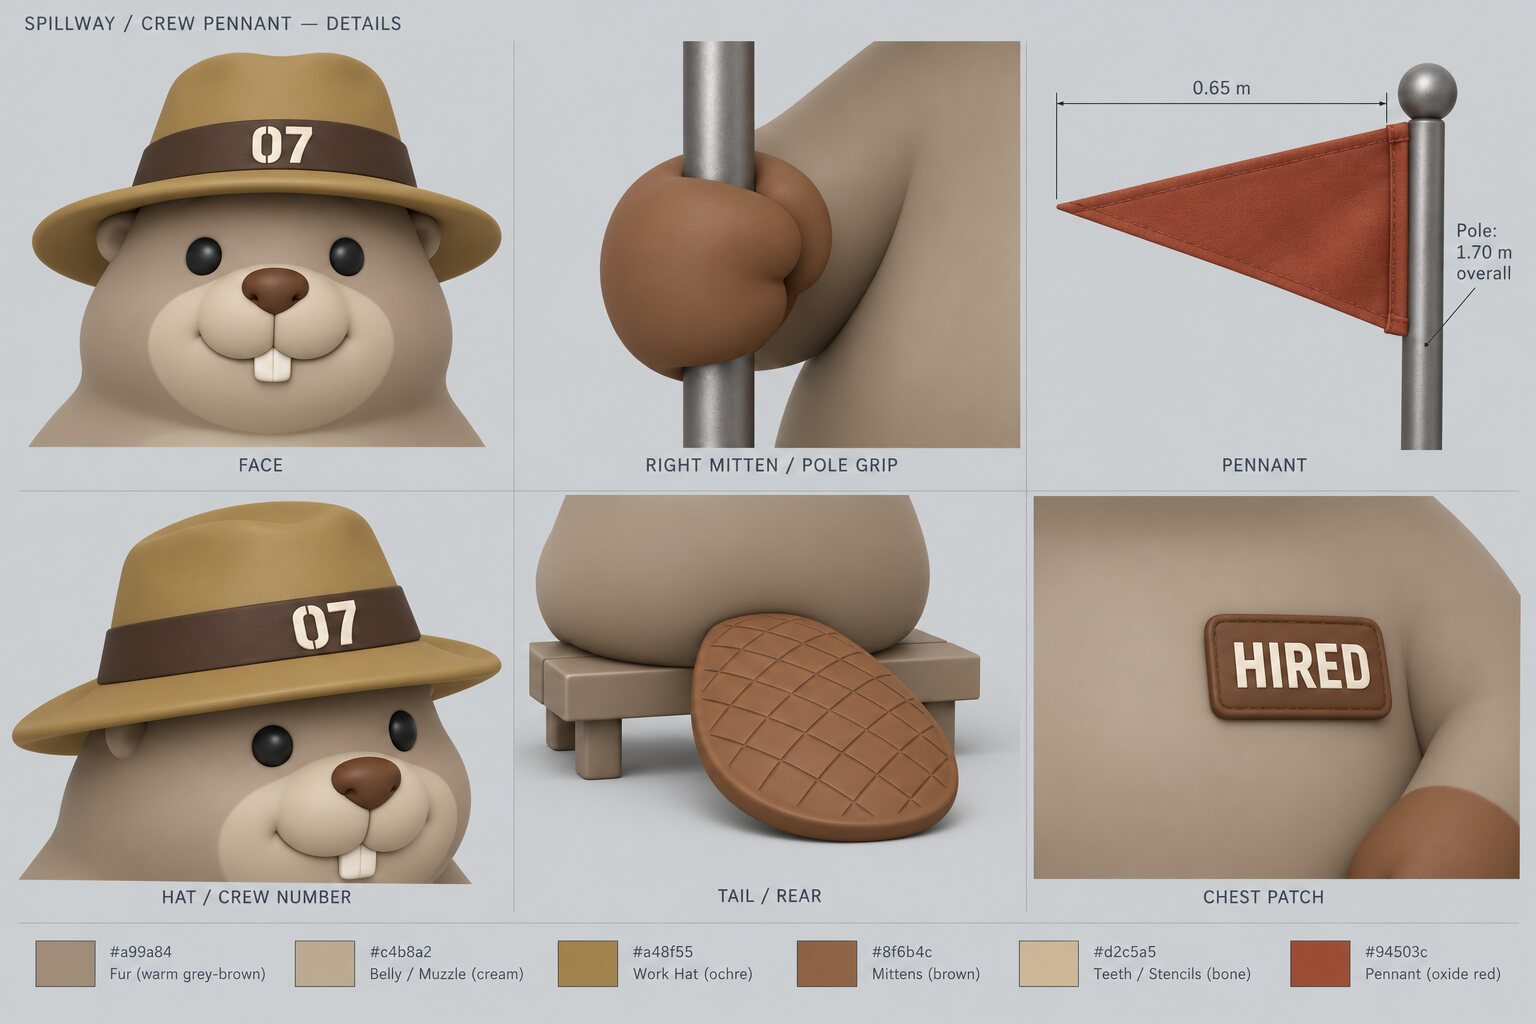 SPILLWAY / CREW PENNANT — DETAILS
07
FACE
RIGHT MITTEN / POLE GRIP
0.65 m
Pole:
1.70 m
overall
PENNANT
07
HAT / CREW NUMBER
TAIL / REAR
HIRED
CHEST PATCH
#a99a84
Fur (warm grey-brown)
#c4b8a2
Belly / Muzzle (cream)
#a48f55
Work Hat (ochre)
#8f6b4c
Mittens (brown)
#d2c5a5
Teeth / Stencils (bone)
#94503c
Pennant (oxide red)